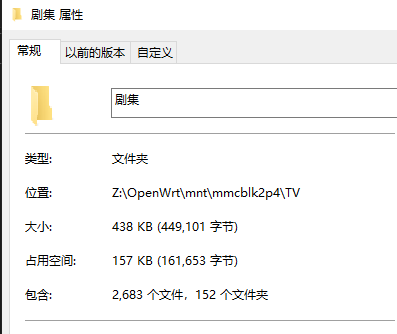 剧集 属性
常规 以前的版本 自定义
剧集
类型: 文件夹
位置: Z:\OpenWrt\mnt\mmcblk2p4\TV
大小: 438 KB (449,101 字节)
占用空间: 157 KB (161,653 字节)
包含: 2,683 个文件，152 个文件夹